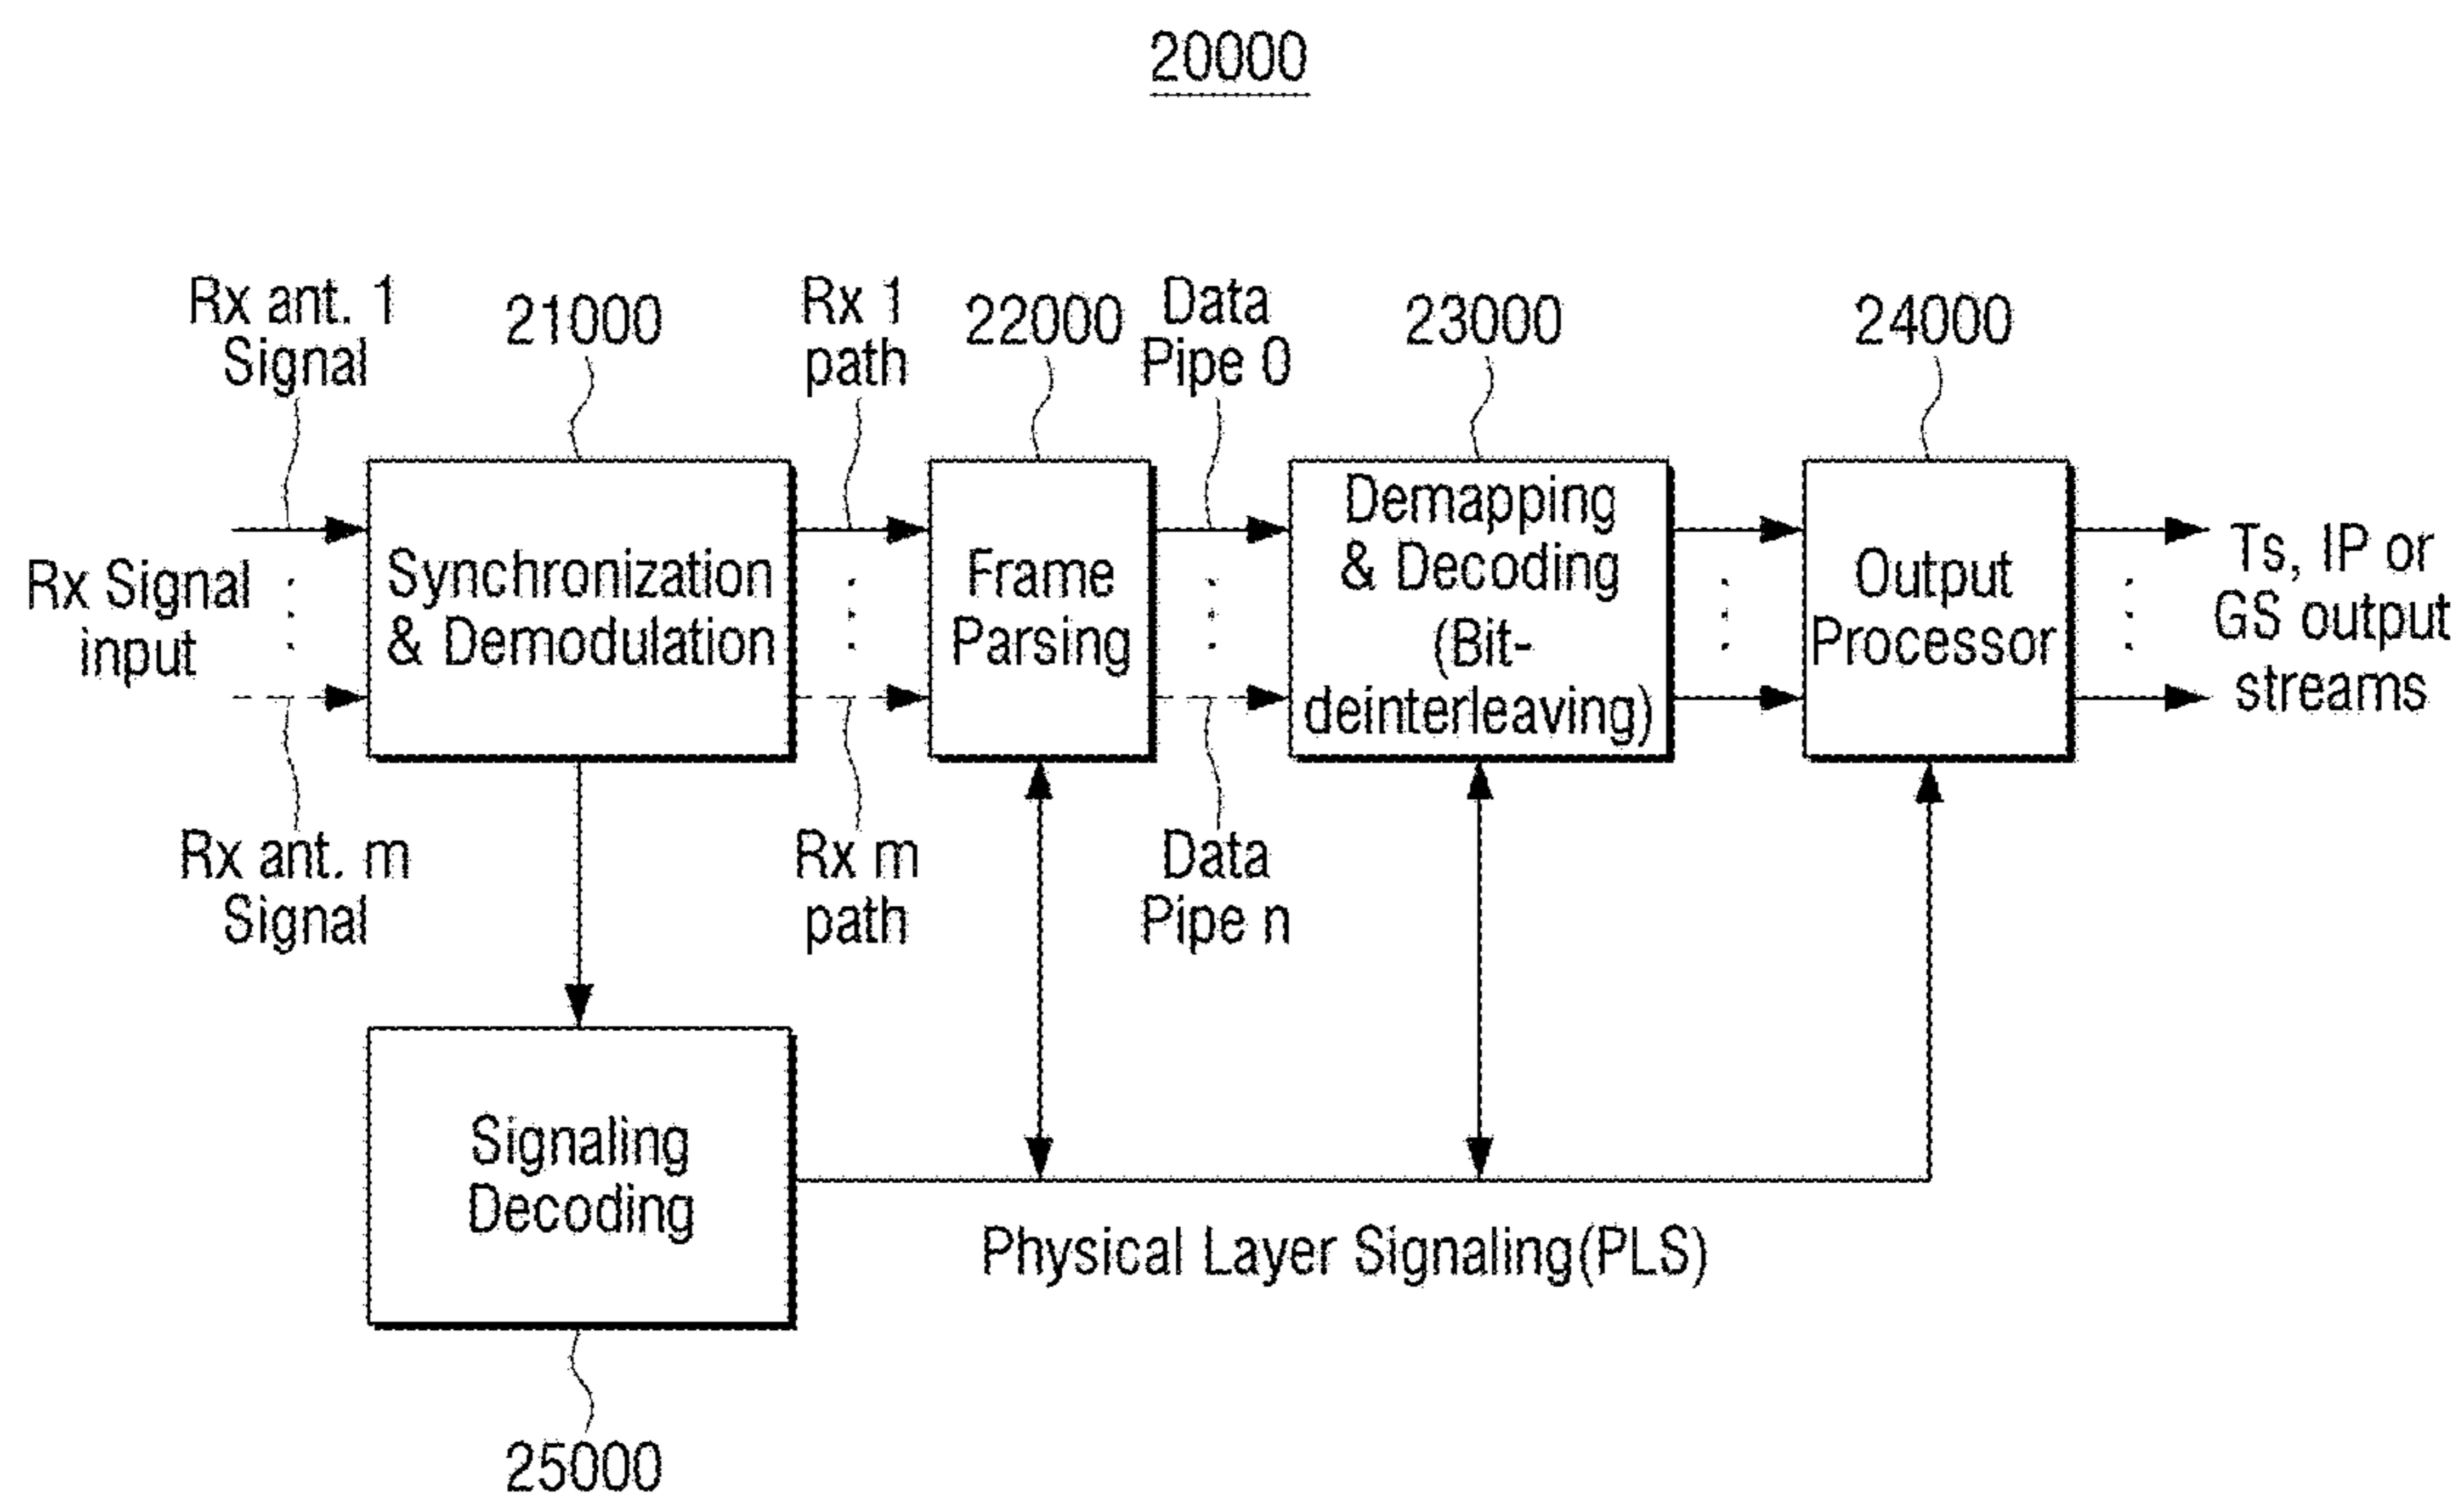 20000
Rx ant. 1
Signal
21000
Rx 1
path
22000
Data
Pipe 0
23000
24000
Rx Signal
input
Synchronization
& Demodulation
Frame
Parsing
Demapping
& Decoding
(Bit-
deinterleaving)
Output
Processor
Ts, IP or
GS output
streams
Rx ant. m
Signal
Rx m
path
Data
Pipe n
Signaling
Decoding
Physical Layer Signaling(PLS)
25000